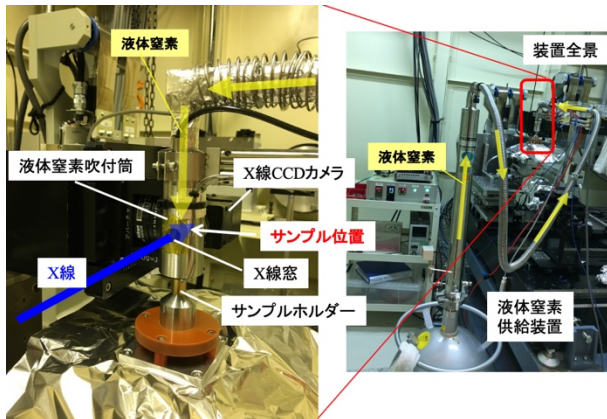 液体窒素
装置全景
液体窒素吹付筒
X線CCDカメラ
液体窒素
サンプル位置
X線
X線窓
サンプルホルダー
液体窒素
供給装置